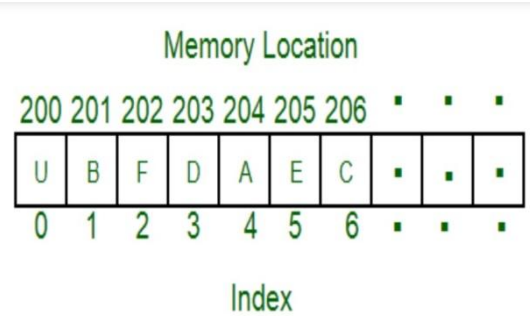 Memory Location
200 201 202 203 204 205 206 . . .
U B F D A E C . . .
0 1 2 3 4 5 6 . . .
Index